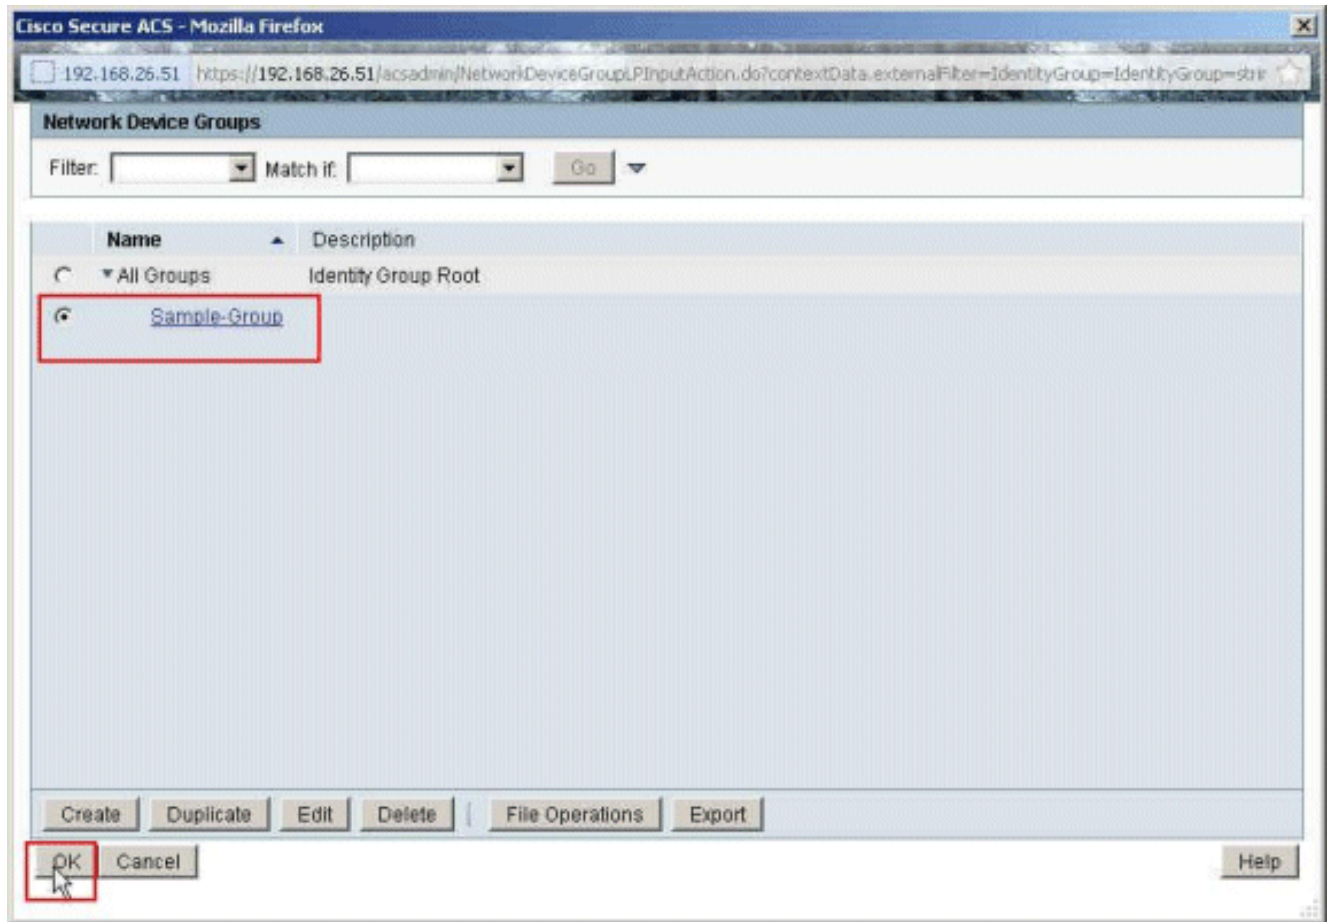 Cisco Secure ACS - Mozilla Firefox
192.168.26.51 https://192.168.26.51/acsadmin/NetworkDeviceGroupLPInputAction.do?contextData.externalFilter=IdentityGroup=IdentityGroup=strir
Network Device Groups
Filter: Match if: Go
Name Description
All Groups Identity Group Root
Sample-Group
Create Duplicate Edit Delete | File Operations Export
OK Cancel Help